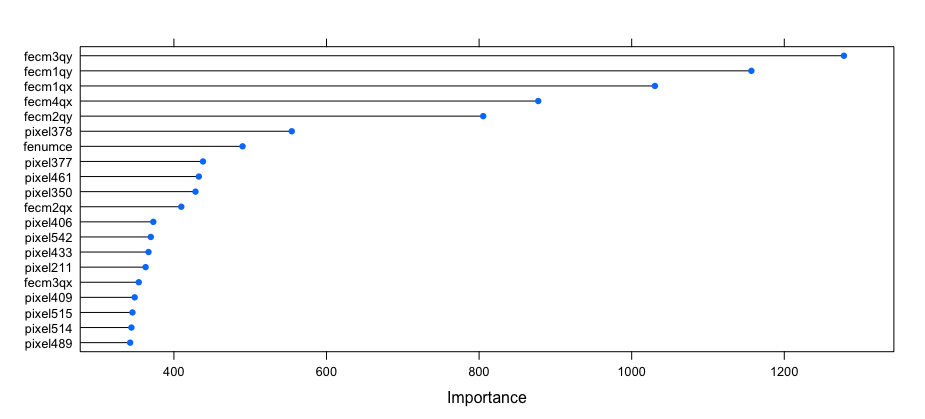 fecm3qy
fecm1qy
fecm1qx
fecm4qx
fecm2qy
pixel378
fenumce
pixel377
pixel461
pixel350
fecm2qx
pixel406
pixel542
pixel433
pixel211
fecm3qx
pixel409
pixel515
pixel514
pixel489
400 600 800 1000 1200
Importance